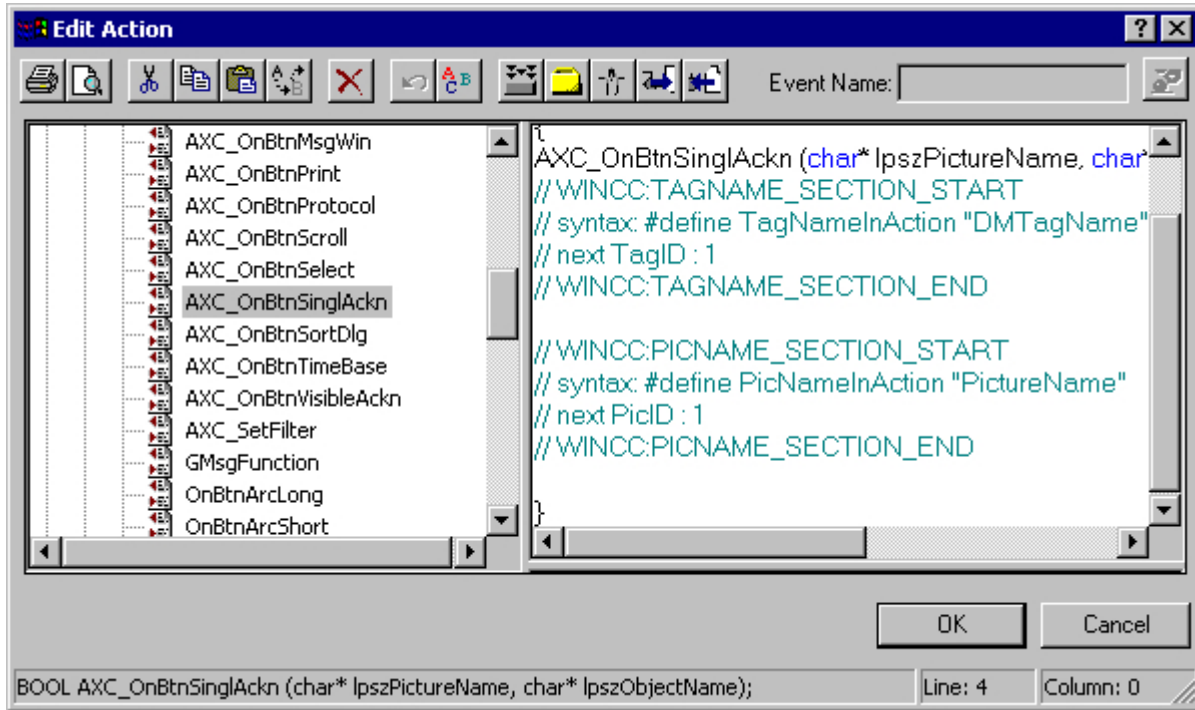 Edit Action
Event Name:
AXC_OnBtnMsgWin
AXC_OnBtnPrint
AXC_OnBtnProtocol
AXC_OnBtnScroll
AXC_OnBtnSelect
AXC_OnBtnSinglAckn
AXC_OnBtnSortDlg
AXC_OnBtnTimeBase
AXC_OnBtnVisibleAckn
AXC_SetFilter
GMsgFunction
OnBtnArcLong
OnBtnArcShort
{
AXC_OnBtnSinglAckn (char* lpszPictureName, char*
// WINCC:TAGNAME_SECTION_START
// syntax: #define TagNameInAction "DMTagName"
// next TagID : 1
// WINCC:TAGNAME_SECTION_END
// WINCC:PICNAME_SECTION_START
// syntax: #define PicNameInAction "PictureName"
// next PicID : 1
// WINCC:PICNAME_SECTION_END
}
OK
Cancel
BOOL AXC_OnBtnSinglAckn (char* lpszPictureName, char* lpszObjectName);
Line: 4
Column: 0